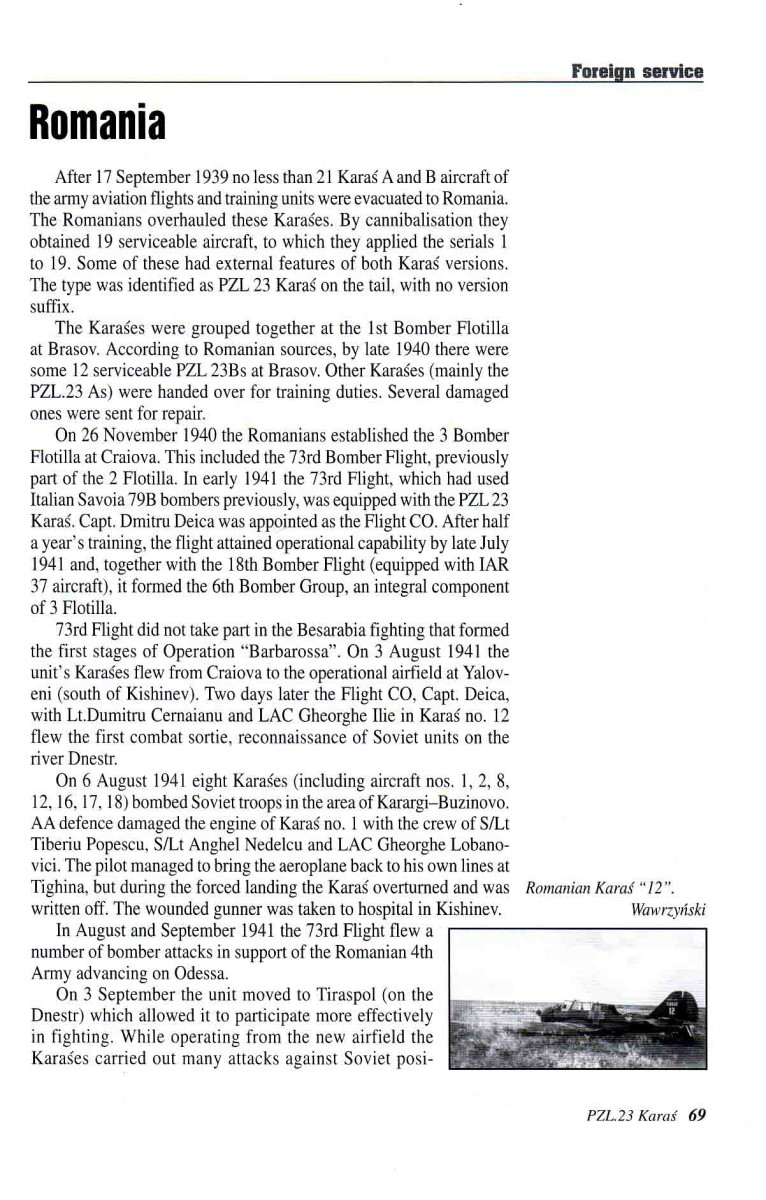 Foreign service
Romania
After 17 September 1939 no less than 21 Karaś A and B aircraft of
the army aviation flights and training units were evacuated to Romania.
The Romanians overhauled these Karaśes. By cannibalisation they
obtained 19 serviceable aircraft, to which they applied the serials 1
to 19. Some of these had external features of both Karaś versions.
The type was identified as PZL 23 Karaś on the tail, with no version
suffix.
The Karaśes were grouped together at the 1st Bomber Flotilla
at Brasov. According to Romanian sources, by late 1940 there were
some 12 serviceable PZL 23Bs at Brasov. Other Karaśes (mainly the
PZL.23 As) were handed over for training duties. Several damaged
ones were sent for repair.
On 26 November 1940 the Romanians established the 3 Bomber
Flotilla at Craiova. This included the 73rd Bomber Flight, previously
part of the 2 Flotilla. In early 1941 the 73rd Flight, which had used
Italian Savoia 79B bombers previously, was equipped with the PZL 23
Karaś. Capt. Dmitru Deica was appointed as the Flight CO. After half
a year's training, the flight attained operational capability by late July
1941 and, together with the 18th Bomber Flight (equipped with IAR
37 aircraft), it formed the 6th Bomber Group, an integral component
of 3 Flotilla.
73rd Flight did not take part in the Besarabia fighting that formed
the first stages of Operation “Barbarossa”. On 3 August 1941 the
unit's Karaśes flew from Craiova to the operational airfield at Yalov-
eni (south of Kishinev). Two days later the Flight CO, Capt. Deica,
with Lt.Dumitru Cernaianu and LAC Gheorghe Ilie in Karaś no. 12
flew the first combat sortie, reconnaissance of Soviet units on the
river Dnestr.
On 6 August 1941 eight Karaśes (including aircraft nos. 1, 2, 8,
12, 16, 17, 18) bombed Soviet troops in the area of Karargi–Buzinovo.
AA defence damaged the engine of Karaś no. 1 with the crew of S/Lt
Tiberiu Popescu, S/Lt Anghel Nedelcu and LAC Gheorghe Lobano-
vici. The pilot managed to bring the aeroplane back to his own lines at
Tighina, but during the forced landing the Karaś overturned and was
written off. The wounded gunner was taken to hospital in Kishinev.
In August and September 1941 the 73rd Flight flew a
number of bomber attacks in support of the Romanian 4th
Army advancing on Odessa.
On 3 September the unit moved to Tiraspol (on the
Dnestr) which allowed it to participate more effectively
in fighting. While operating from the new airfield the
Karaśes carried out many attacks against Soviet posi-
Romanian Karaś “12”.
Wawrzyński
12
PZL.23 Karaś 69